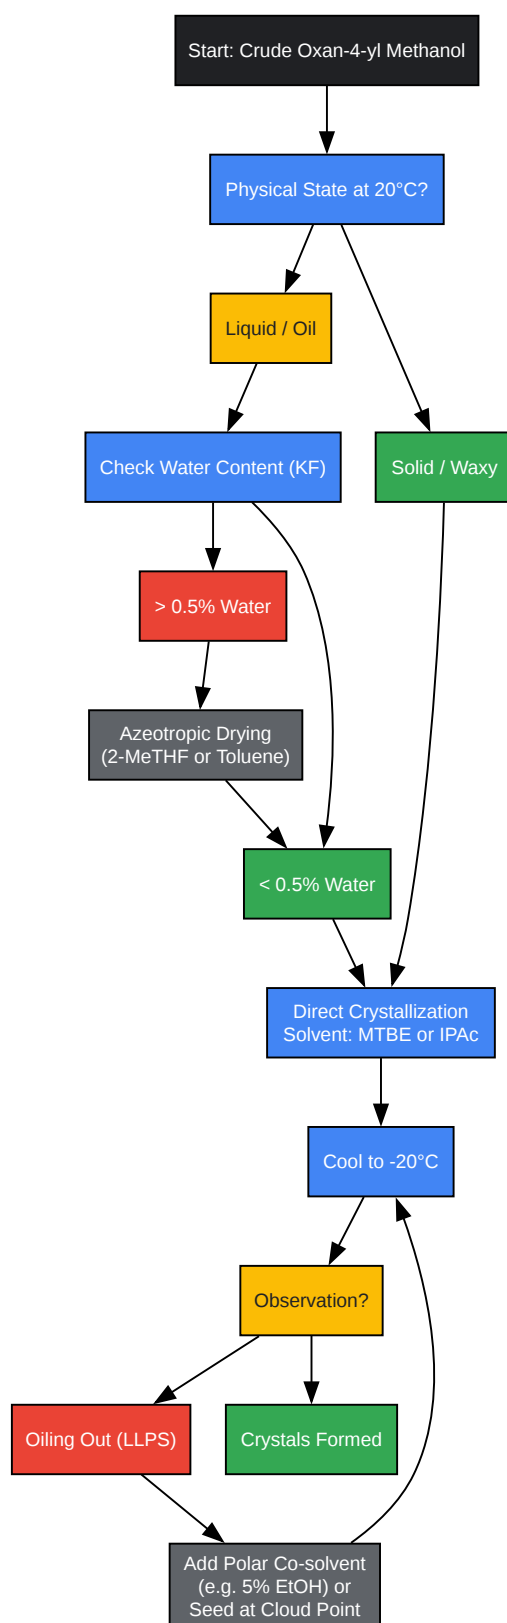 Start: Crude Oxan-4-yl Methanol
Physical State at 20°C?
Liquid / Oil
Check Water Content (KF)
Solid / Waxy
> 0.5% Water
Azeotropic Drying
(2-MeTHF or Toluene)
< 0.5% Water
Direct Crystallization
Solvent: MTBE or IPAc
Cool to -20°C
Observation?
Oiling Out (LLPS)
Crystals Formed
Add Polar Co-solvent
(e.g. 5% EtOH) or
Seed at Cloud Point